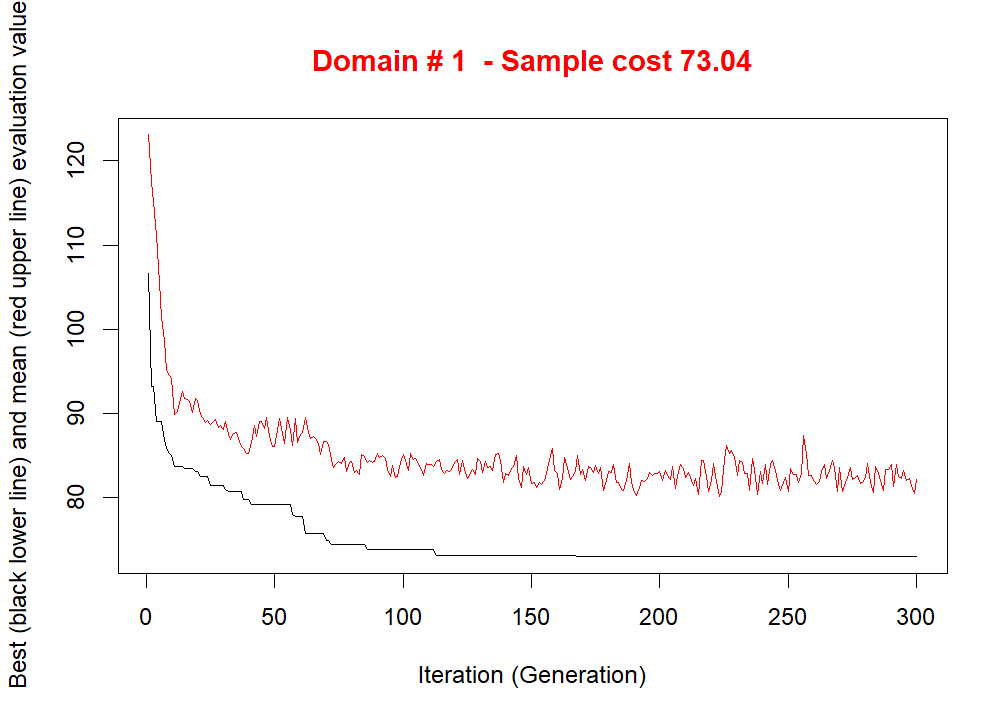 Domain # 1  - Sample cost 73.04
Best (black lower line) and mean (red upper line) evaluation value
120
110
100
90
80
0 50 100 150 200 250 300
Iteration (Generation)